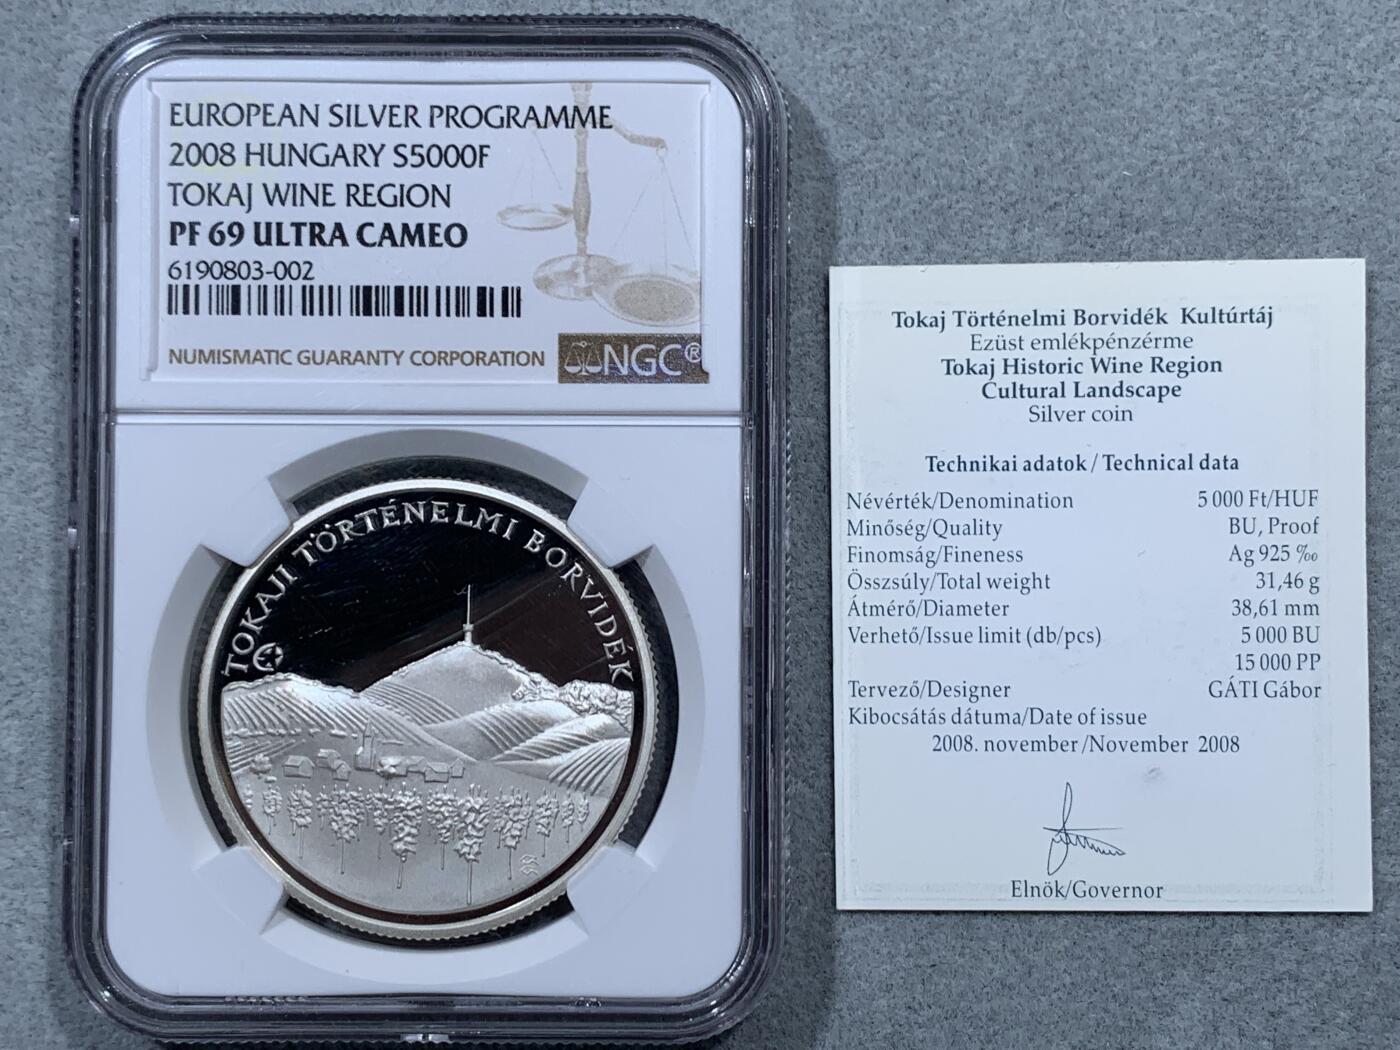 EUROPEAN SILVER PROGRAMME
2008 HUNGARY S5000F
TOKAJ WINE REGION
PF 69 ULTRA CAMEO
6190803-002
NUMISMATIC GUARANTY CORPORATION
NGC®
TOKAJI TÖRTÉNELMI BORVIDÉK
Tokaj Történelmi Borvidék Kultúrtáj
Ezüst emlékpénzérme
Tokaj Historic Wine Region
Cultural Landscape
Silver coin
Technikai adatok / Technical data
Névérték/Denomination 5 000 Ft/HUF
Minőség/Quality BU, Proof
Finomság/Fineness Ag 925 ‰
Összsúly/Total weight 31,46 g
Átmérő/Diameter 38,61 mm
Verhető/Issue limit (db/pcs) 5 000 BU
15 000 PP
Tervező/Designer GÁTI Gábor
Kibocsátás dátuma/Date of issue
2008. november /November 2008
Elnök/Governor